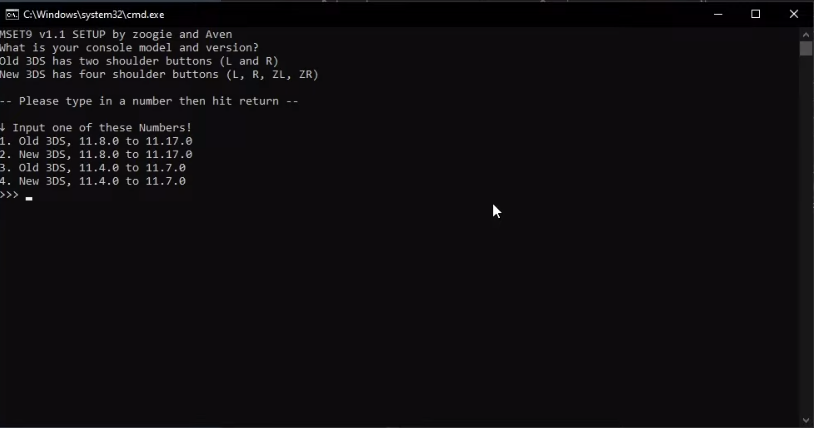 C:\Windows\system32\cmd.exe
MSET9 v1.1 SETUP by zoogie and Aven
What is your console model and version?
Old 3DS has two shoulder buttons (L and R)
New 3DS has four shoulder buttons (L, R, ZL, ZR)
-- Please type in a number then hit return --
↓ Input one of these Numbers!
1. Old 3DS, 11.8.0 to 11.17.0
2. New 3DS, 11.8.0 to 11.17.0
3. Old 3DS, 11.4.0 to 11.7.0
4. New 3DS, 11.4.0 to 11.7.0
>>>